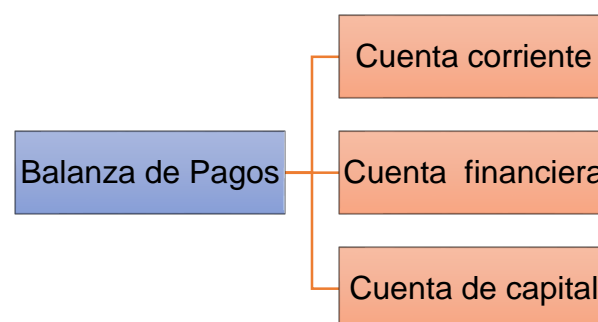 Cuenta corriente
Balanza de Pagos
Cuenta financiera
Cuenta de capital